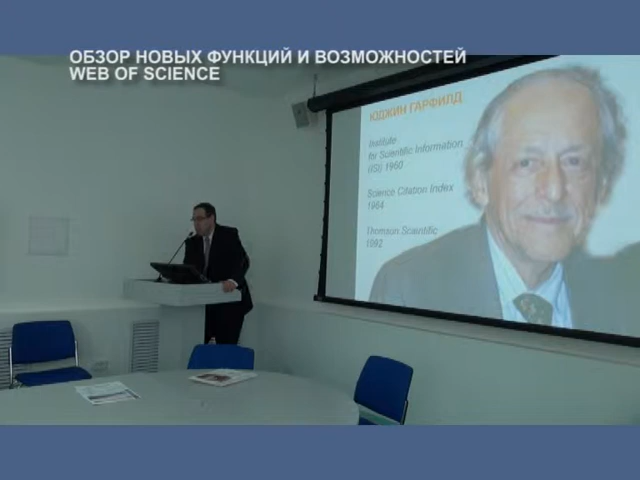 ОБЗОР НОВЫХ ФУНКЦИЙ И ВОЗМОЖНОСТЕЙ
WEB OF SCIENCE
ЮДЖИН ГАРФИЛД
Institute
for Scientific Information
(ISI) 1960
Science Citation Index
1964
Thomson Scientific
1992